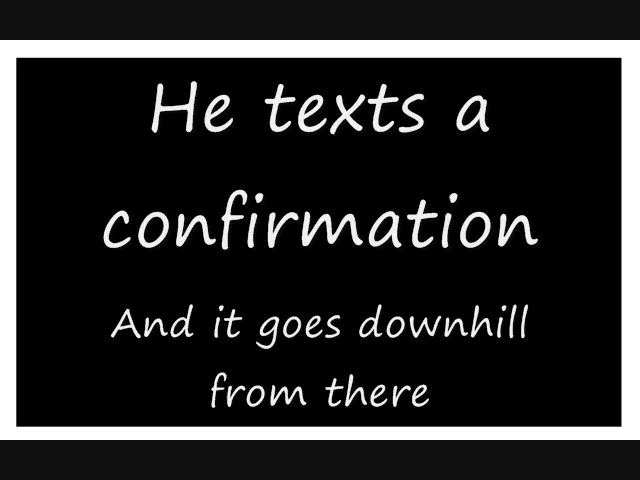 He texts a
confirmation
And it goes downhill
from there